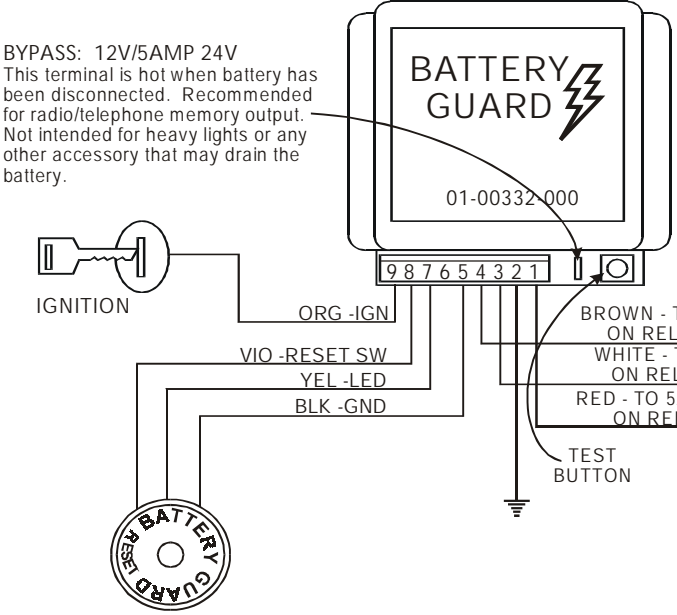 BYPASS: 12V/5AMP 24V
This terminal is hot when battery has
been disconnected. Recommended
for radio/telephone memory output.
Not intended for heavy lights or any
other accessory that may drain the
battery.
BATTERY
GUARD
01-00332-000
9 8 7 6 5 4 3 2 1
IGNITION
ORG -IGN
VIO -RESET SW
YEL -LED
BLK -GND
BROWN - T
ON REL
WHITE - T
ON REL
RED - TO 5
ON REL
TEST
BUTTON
BATTERY GUARD RESET